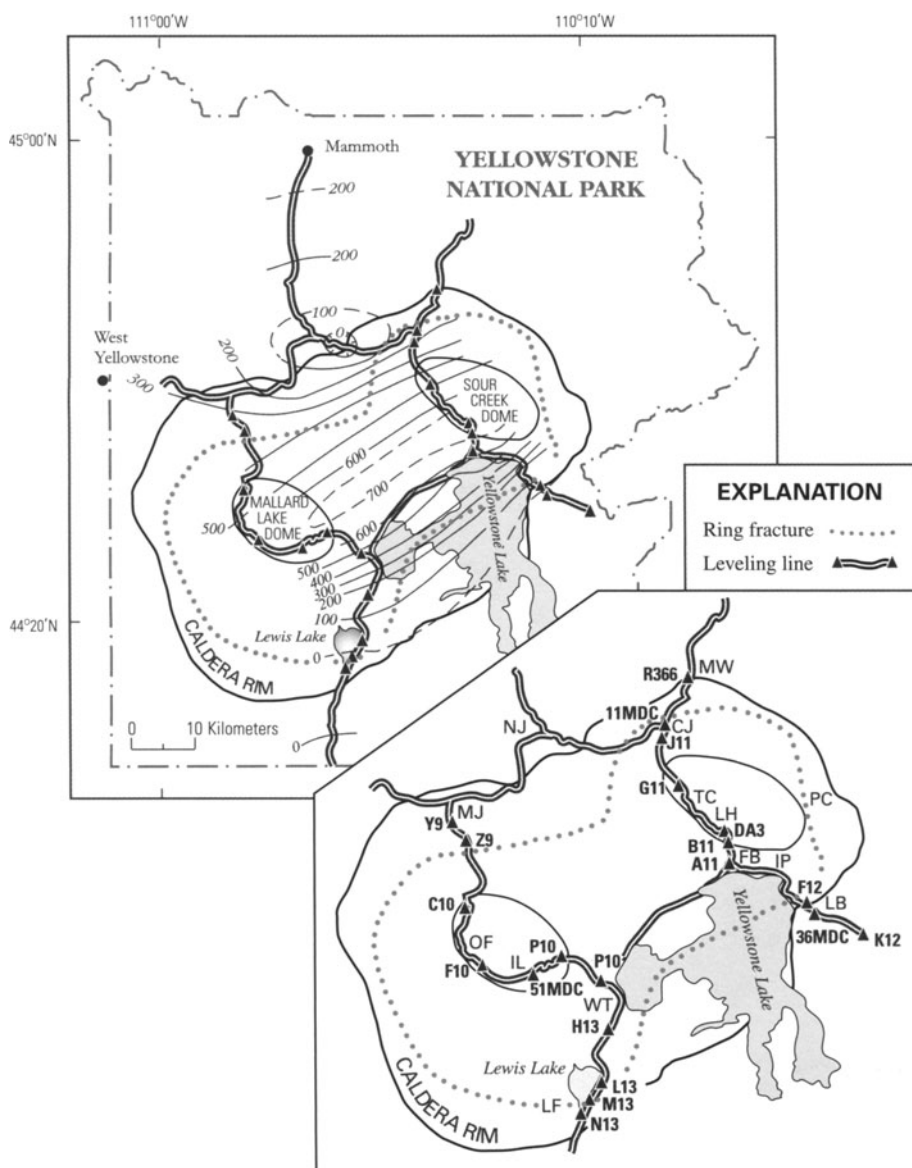 111°00'W
110°10'W
45°00'N
Mammoth
YELLOWSTONE
NATIONAL PARK
200
200
100
0
West
Yellowstone
200
300
SOUR
CREEK
DOME
600
700
MALLARD
LAKE
DOME
500
600
Yellowstone Lake
500
400
300
200
100
44°20'N
Lewis Lake
0
CALDERA RIM
0 10 Kilometers
0
EXPLANATION
Ring fracture
Leveling line
R366
MW
11MDC
CJ
NJ
J11
G11
TC
PC
MJ
Y9
LH
DA3
Z9
B11
A11
FB
IP
F12
LB
C10
36MDC
K12
Yellowstone Lake
OF
P10
F10
IL
P10
51MDC
WT
H13
Lewis Lake
L13
LF
M13
N13
CALDERA RIM